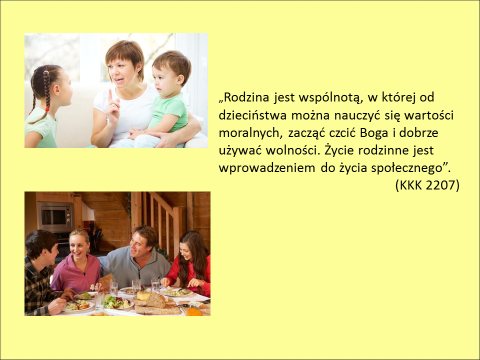 „Rodzina jest wspólnotą, w której od
dzieciństwa można nauczyć się wartości
moralnych, zacząć czcić Boga i dobrze
używać wolności. Życie rodzinne jest
wprowadzeniem do życia społecznego”.
(KKK 2207)